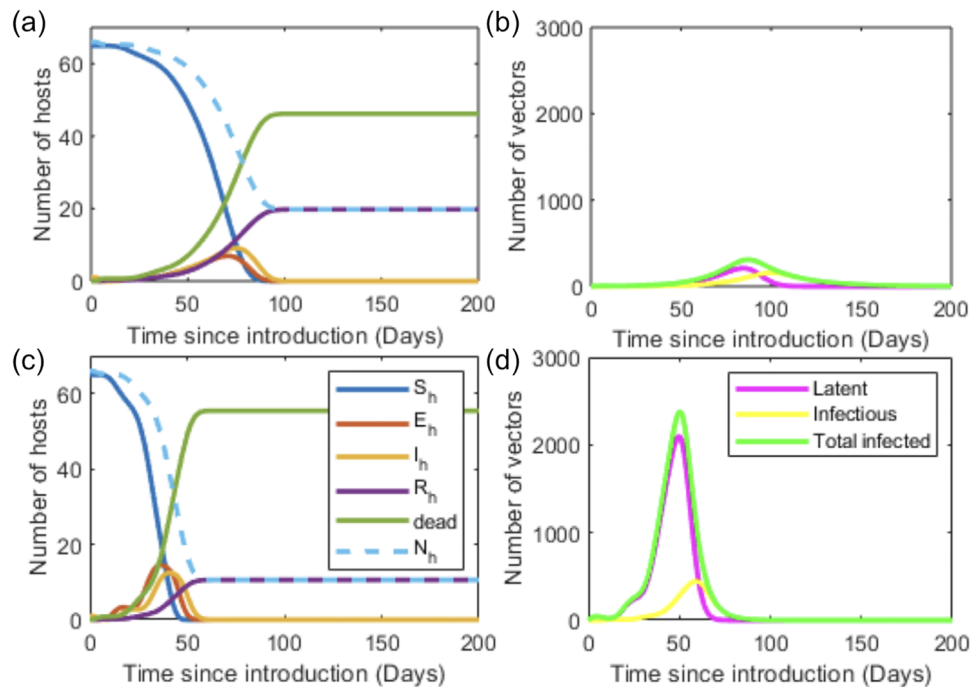 (a)
Number of hosts
60
40
20
0
0 50 100 150 200
Time since introduction (Days)
(b)
Number of vectors
3000
2000
1000
0
0 50 100 150 200
Time since introduction (Days)
(c)
Number of hosts
60
40
20
0
0 50 100 150 200
Time since introduction (Days)
S_h
E_h
I_h
R_h
dead
N_h
(d)
Number of vectors
3000
2000
1000
0
0 50 100 150 200
Time since introduction (Days)
Latent
Infectious
Total infected